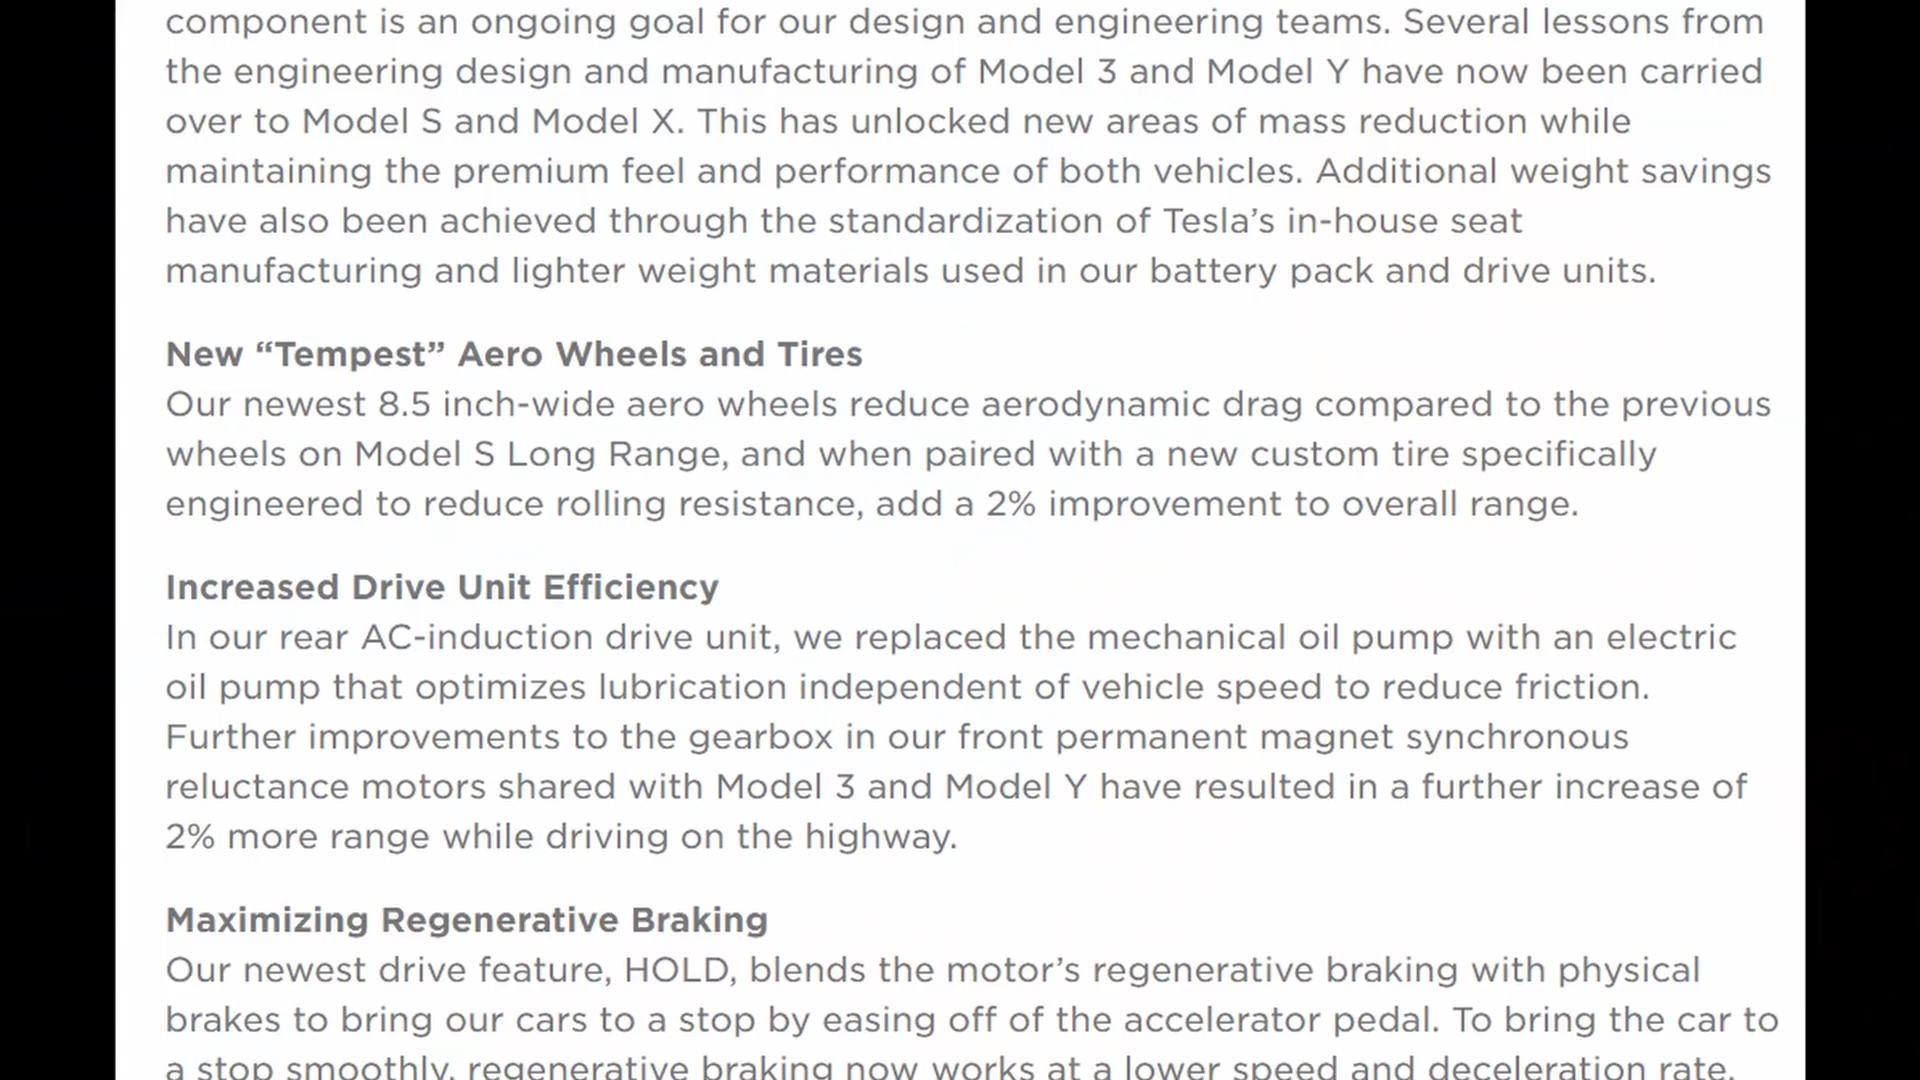 component is an ongoing goal for our design and engineering teams. Several lessons from
the engineering design and manufacturing of Model 3 and Model Y have now been carried
over to Model S and Model X. This has unlocked new areas of mass reduction while
maintaining the premium feel and performance of both vehicles. Additional weight savings
have also been achieved through the standardization of Tesla’s in-house seat
manufacturing and lighter weight materials used in our battery pack and drive units.
New “Tempest” Aero Wheels and Tires
Our newest 8.5 inch-wide aero wheels reduce aerodynamic drag compared to the previous
wheels on Model S Long Range, and when paired with a new custom tire specifically
engineered to reduce rolling resistance, add a 2% improvement to overall range.
Increased Drive Unit Efficiency
In our rear AC-induction drive unit, we replaced the mechanical oil pump with an electric
oil pump that optimizes lubrication independent of vehicle speed to reduce friction.
Further improvements to the gearbox in our front permanent magnet synchronous
reluctance motors shared with Model 3 and Model Y have resulted in a further increase of
2% more range while driving on the highway.
Maximizing Regenerative Braking
Our newest drive feature, HOLD, blends the motor’s regenerative braking with physical
brakes to bring our cars to a stop by easing off of the accelerator pedal. To bring the car to
a stop smoothly, regenerative braking now works at a lower speed and deceleration rate,